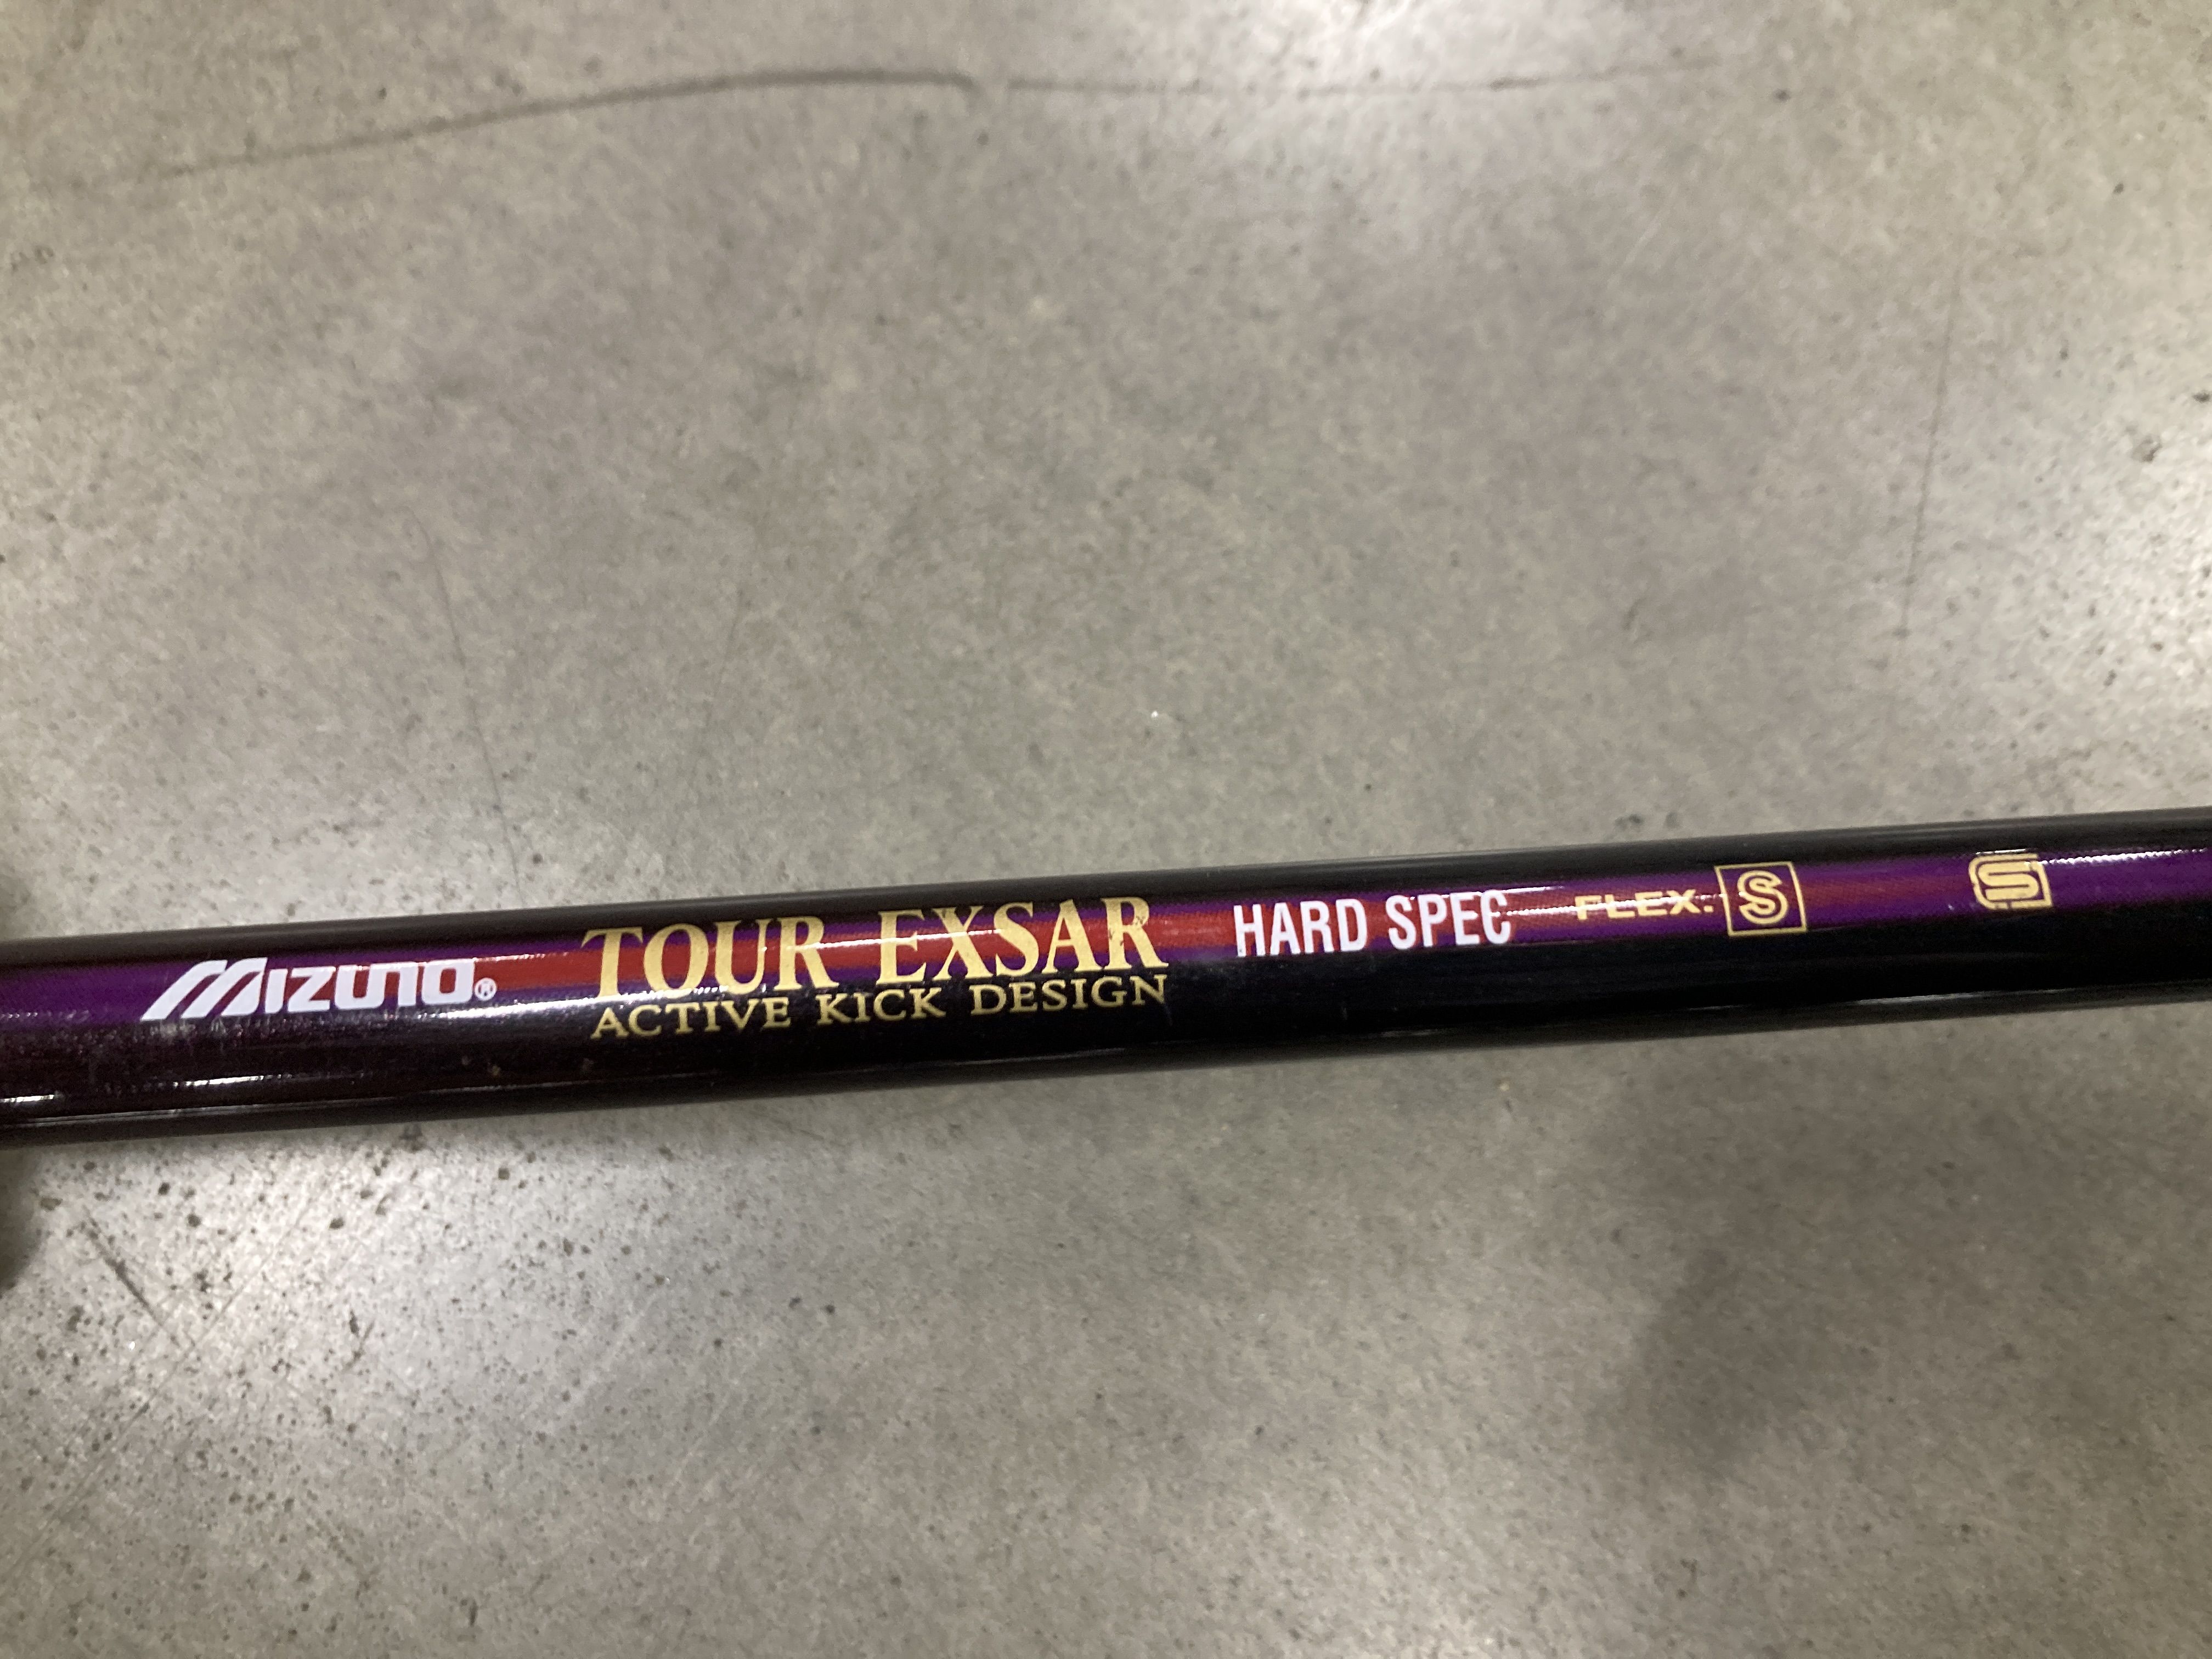 MIZUNO® TOUR EXSAR HARD SPEC FLEX. S
ACTIVE KICK DESIGN